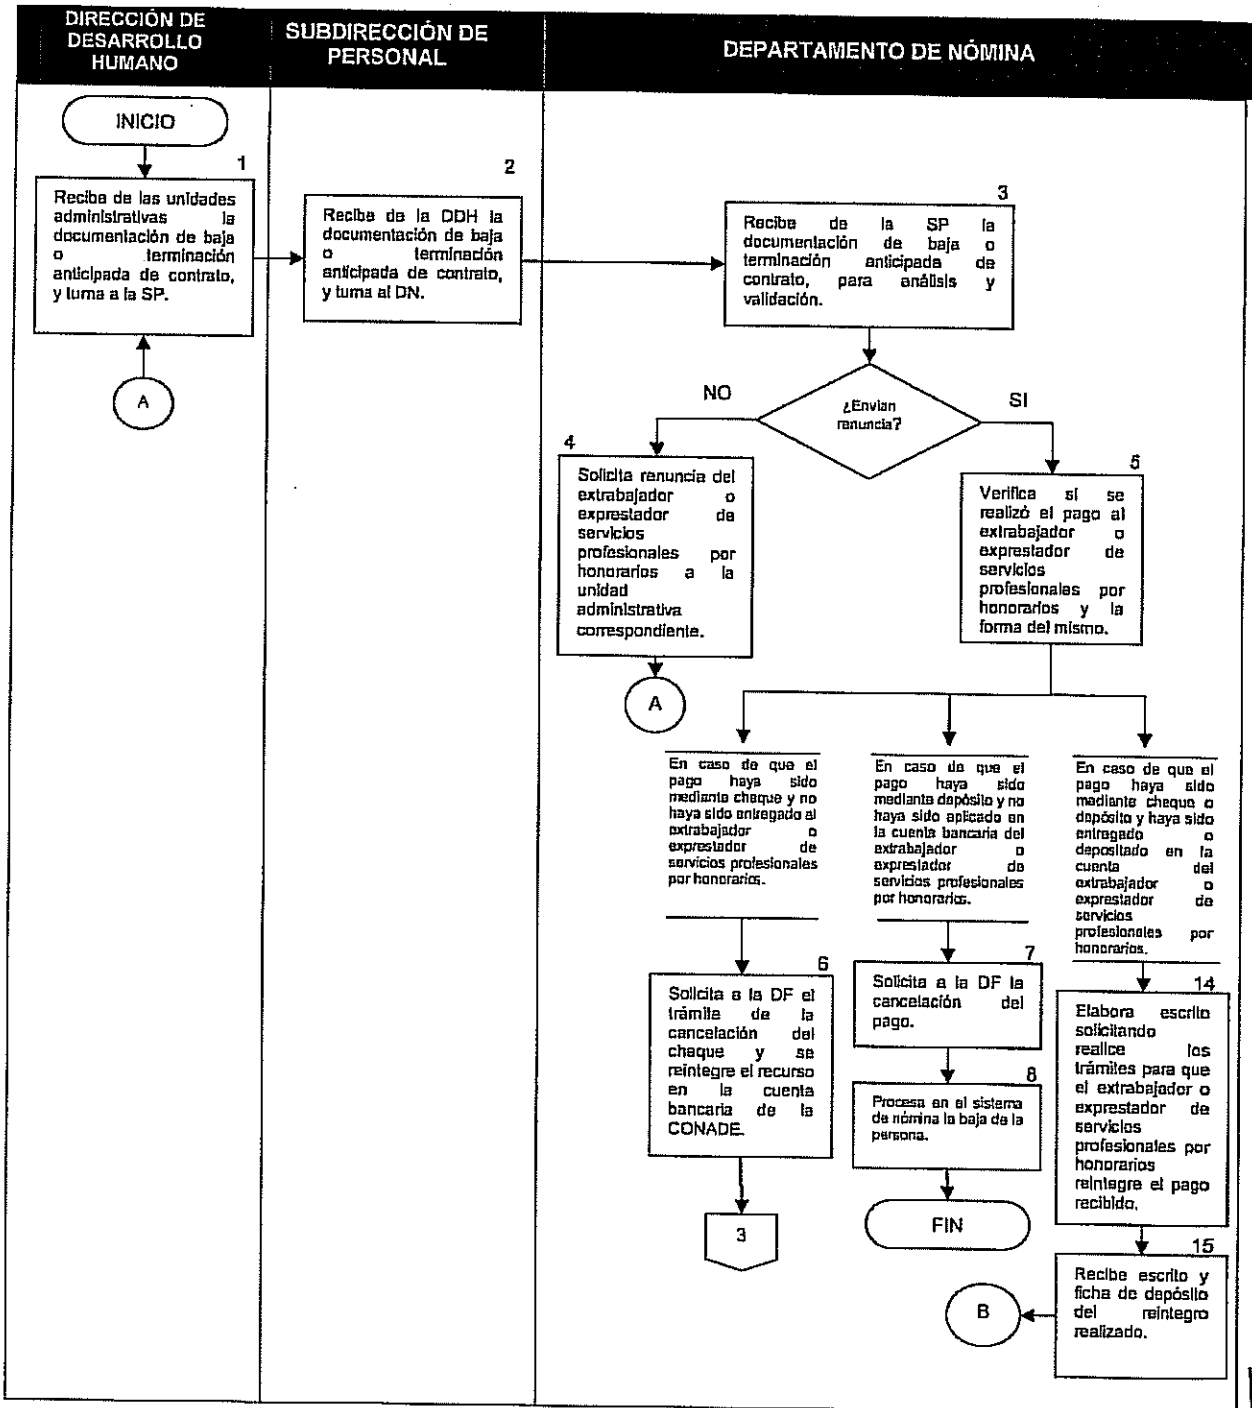 DIRECCIÓN DE
DESARROLLO
HUMANO
SUBDIRECCIÓN DE
PERSONAL
DEPARTAMENTO DE NÓMINA
INICIO
1
Recibe de las unidades
administrativas la
documentación de baja
o terminación
anticipada de contrato,
y turna a la SP.
A
2
Recibe de la DDH la
documentación de baja
o terminación
anticipada de contrato,
y turna al DN.
3
Recibe de la SP la
documentación de baja o
terminación anticipada de
contrato, para análisis y
validación.
¿Envían
renuncia?
NO
SI
4
Solicita renuncia del
extrabajador o
exprestador de
servicios
profesionales por
honorarios a la
unidad
administrativa
correspondiente.
A
5
Verifica si se
realizó el pago al
extrabajador o
exprestador de
servicios
profesionales por
honorarios y la
forma del mismo.
En caso de que el
pago haya sido
mediante cheque y no
haya sido entregado al
extrabajador o
exprestador de
servicios profesionales
por honorarios.
En caso de que el
pago haya sido
mediante depósito y no
haya sido aplicado en
la cuenta bancaria del
extrabajador o
exprestador de
servicios profesionales
por honorarios.
En caso de que el
pago haya sido
mediante cheque o
depósito y haya sido
entregado o
depositado en la
cuenta del
extrabajador o
exprestador de
servicios
profesionales por
honorarios.
6
Solicita a la DF el
trámite de la
cancelación del
cheque y se
reintegre el recurso
en la cuenta
bancaria de la
CONADE.
3
7
Solicita a la DF la
cancelación del
pago.
8
Procesa en el sistema
de nómina la baja de la
persona.
FIN
14
Elabora escrito
solicitando
realice los
trámites para que
el extrabajador o
exprestador de
servicios
profesionales por
honorarios
reintegre el pago
recibido.
15
Recibe escrito y
ficha de depósito
del reintegro
realizado.
B